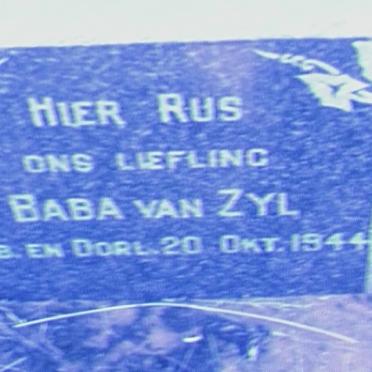 HIER RUS
ONS LIEFLING
BABA VAN ZYL
B. EN OORL. 20 OKT. 1944